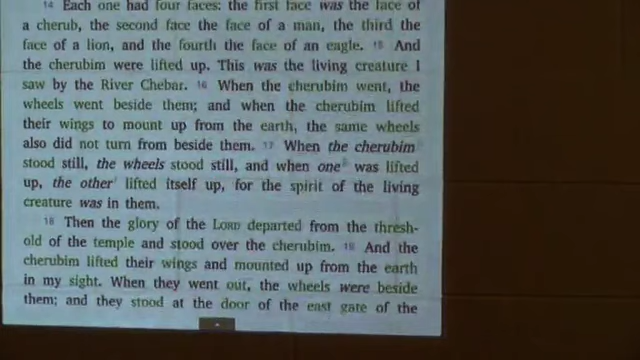 14 Each one had four faces: the first face was the face of
a cherub, the second face the face of a man, the third the
face of a lion, and the fourth the face of an eagle. 15 And
the cherubim were lifted up. This was the living creature I
saw by the River Chebar. 16 When the cherubim went, the
wheels went beside them; and when the cherubim lifted
their wings to mount up from the earth, the same wheels
also did not turn from beside them. 17 When the cherubim
stood still, the wheels stood still, and when one was lifted
up, the other lifted itself up, for the spirit of the living
creature was in them.
18 Then the glory of the LORD departed from the thresh-
old of the temple and stood over the cherubim. 19 And the
cherubim lifted their wings and mounted up from the earth
in my sight. When they went out, the wheels were beside
them; and they stood at the door of the east gate of the